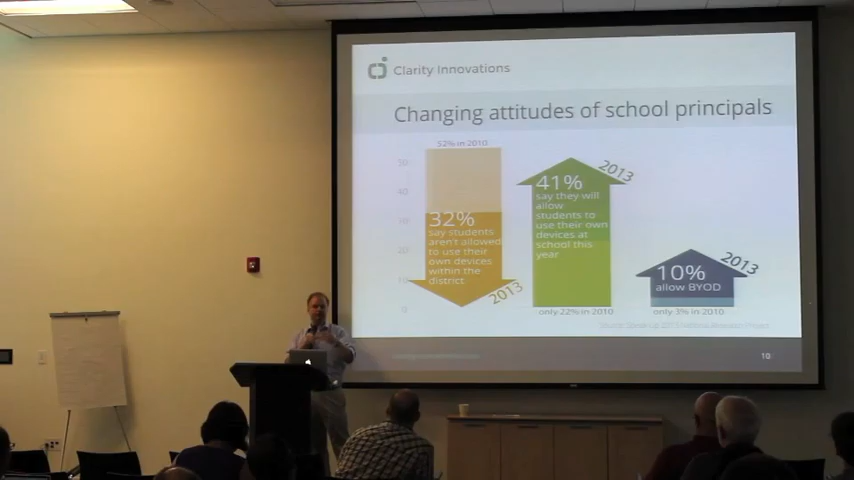 Clarity Innovations
Changing attitudes of school principals
52% in 2010
50
40
30
20
10
0
32%
say students
aren't allowed
to use their
own devices
within the
district
2013
41%
say they will
allow
students to
use their own
devices at
school this
year
2013
only 22% in 2010
10%
allow BYOD
2013
only 3% in 2010
10